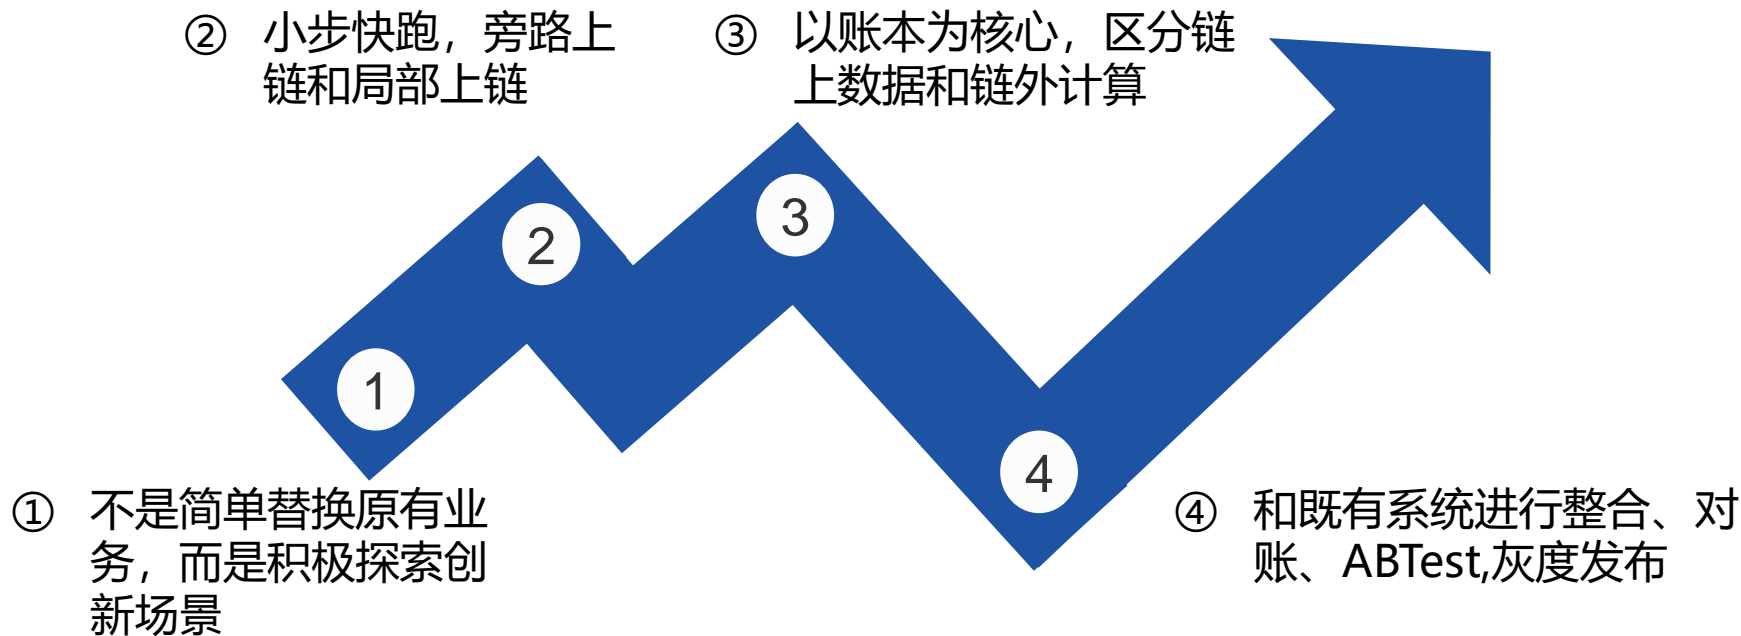 ② 小步快跑，旁路上
链和局部上链
③ 以账本为核心，区分链
上数据和链外计算
2
3
1
4
① 不是简单替换原有业
务，而是积极探索创
新场景
④ 和既有系统进行整合、对
账、ABTest,灰度发布